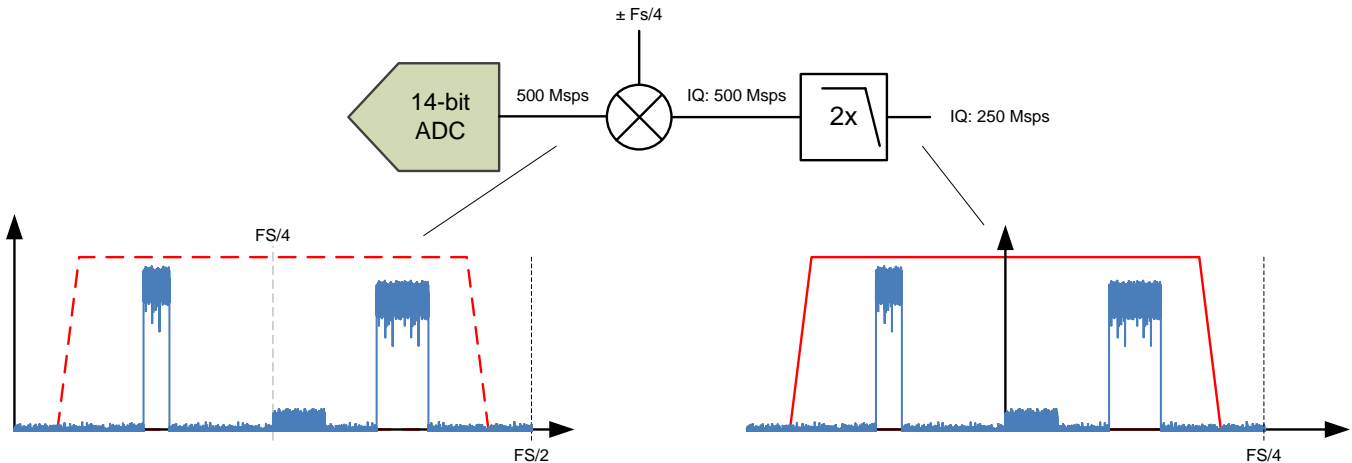 ± Fs/4
14-bit
ADC
500 Msps
IQ: 500 Msps
2x
IQ: 250 Msps
FS/4
FS/2
FS/4